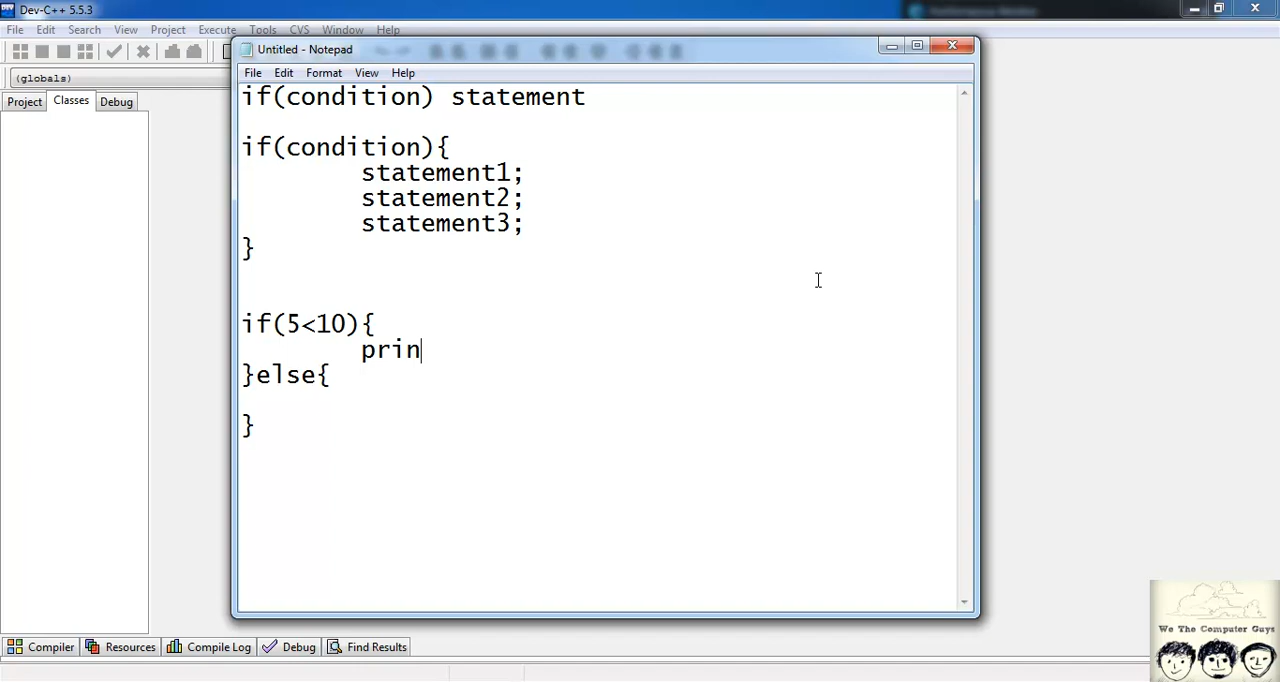 Dev-C++ 5.5.3
File Edit Search View Project Execute Tools CVS Window Help
(globals)
Project Classes Debug
Untitled - Notepad
File Edit Format View Help
if(condition) statement
if(condition){
statement1;
statement2;
statement3;
}
if(5<10){
prin
}else{
}
Compiler Resources Compile Log Debug Find Results
We The Computer Guys